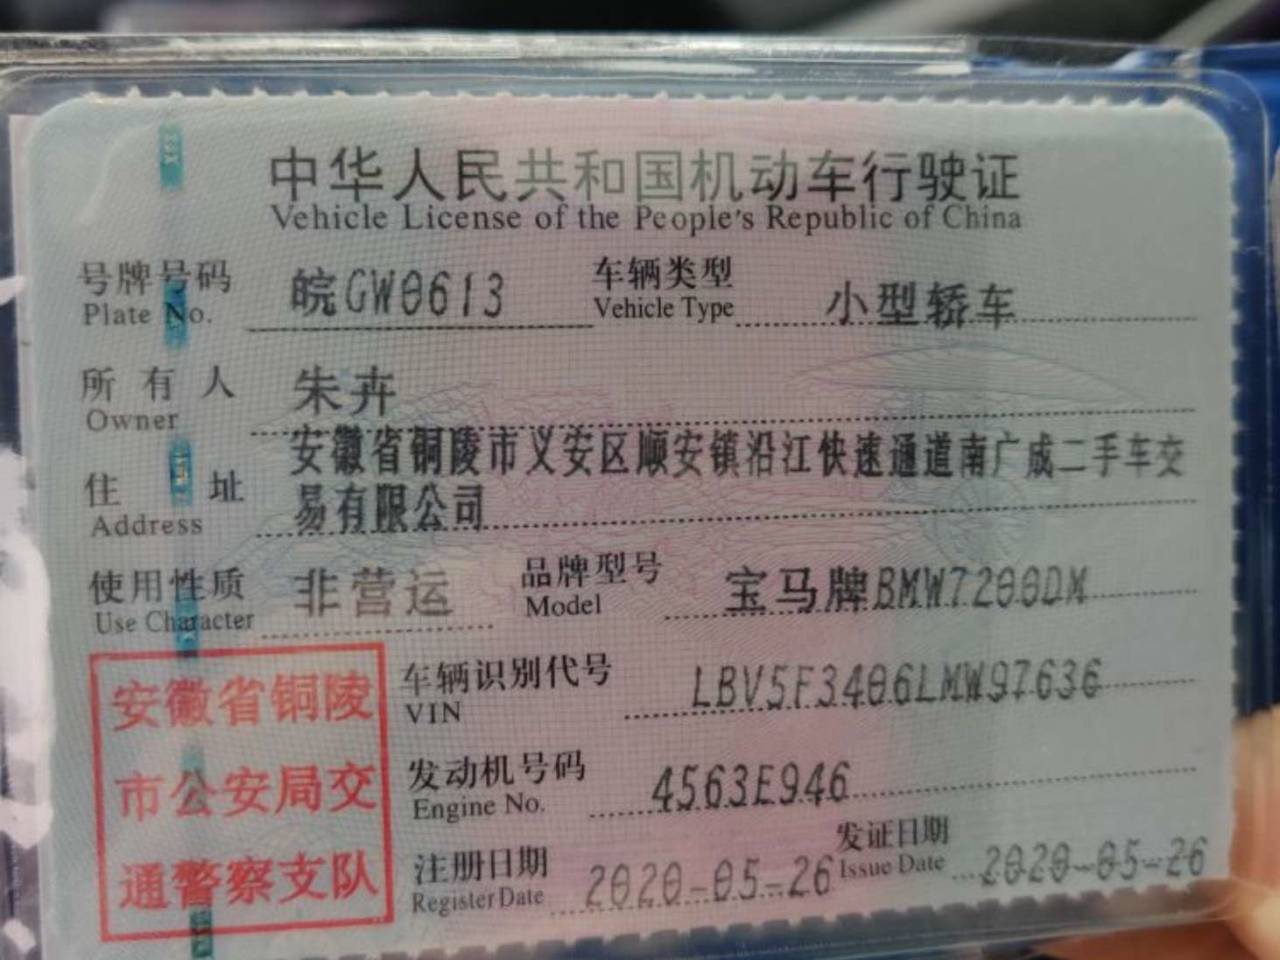 中华人民共和国机动车行驶证
Vehicle License of the People's Republic of China
号牌号码 皖GW0613 车辆类型 小型轿车
Plate No. Vehicle Type
所有人 朱卉
Owner
住址 安徽省铜陵市义安区顺安镇沿江快速通道南广成二手车交
易有限公司
Address
使用性质 非营运 品牌型号 宝马牌BMW7200DM
Use Character Model
车辆识别代号 LBV5F3406LMW97636
VIN
发动机号码 4563E946
Engine No.
注册日期 2020-05-26 发证日期 2020-05-26
Register Date Issue Date
安徽省铜陵
市公安局交
通警察支队